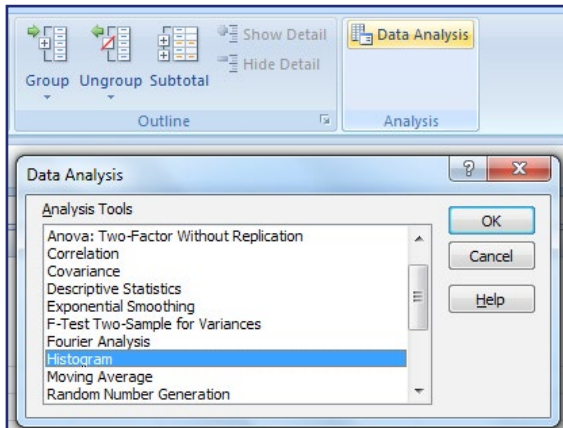 Show Detail
Hide Detail
Data Analysis
Group Ungroup Subtotal
Outline
Analysis
Data Analysis
?
Analysis Tools
Anova: Two-Factor Without Replication
Correlation
Covariance
Descriptive Statistics
Exponential Smoothing
F-Test Two-Sample for Variances
Fourier Analysis
Histogram
Moving Average
Random Number Generation
OK
Cancel
Help